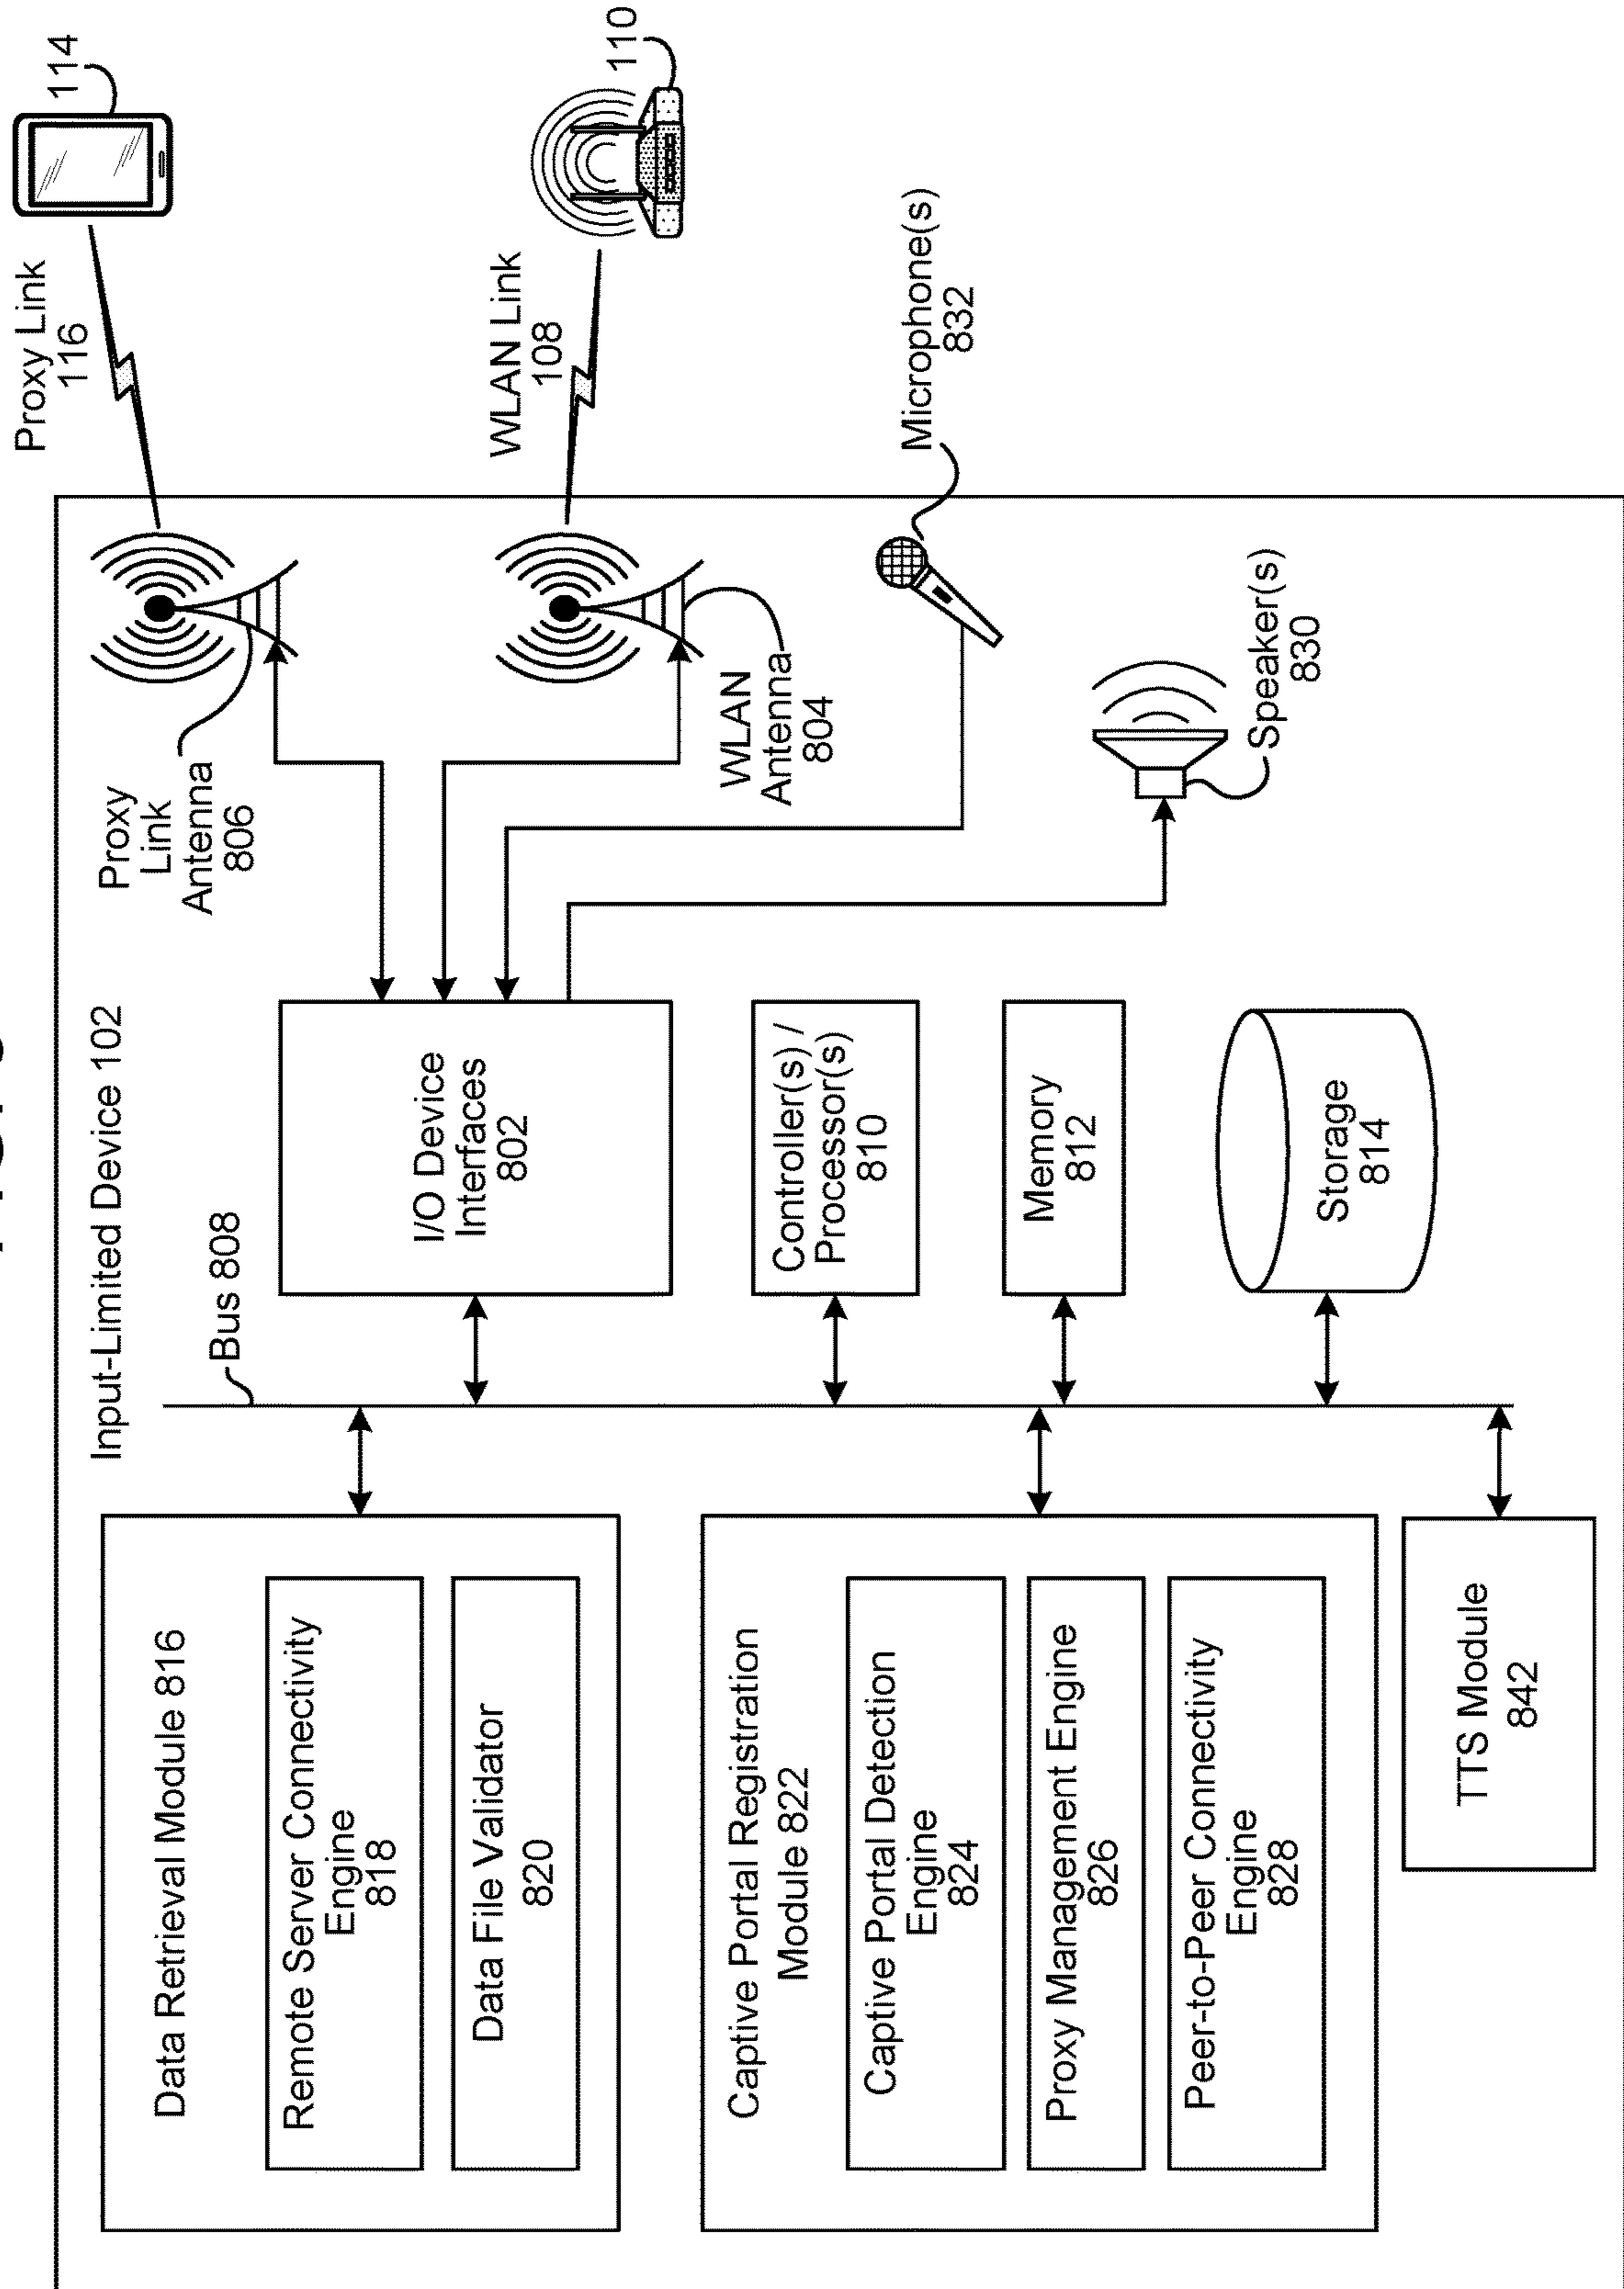 Input-Limited Device 102
Data Retrieval Module 816
Remote Server Connectivity
Engine
818
Data File Validator
820
Captive Portal Registration
Module 822
Captive Portal Detection
Engine
824
Proxy Management Engine
826
Peer-to-Peer Connectivity
Engine
828
TTS Module
842
Bus 808
I/O Device
Interfaces
802
Controller(s) /
Processor(s)
810
Memory
812
Storage
814
Proxy
Link
Antenna
806
WLAN
Antenna
804
Proxy Link
116
114
WLAN Link
108
110
Microphone(s)
832
Speaker(s)
830